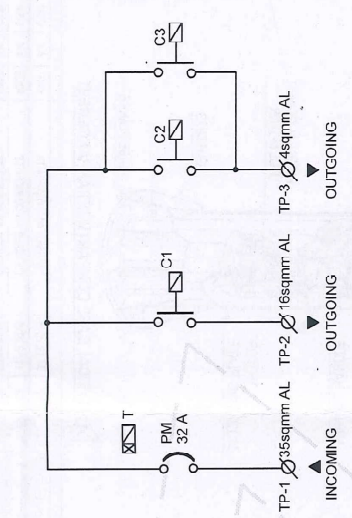 C3
C2
TP-3 4sqmm AL
OUTGOING
C1
TP-2 16sqmm AL
OUTGOING
T
PM
32 A
TP-1 35sqmm AL
INCOMING